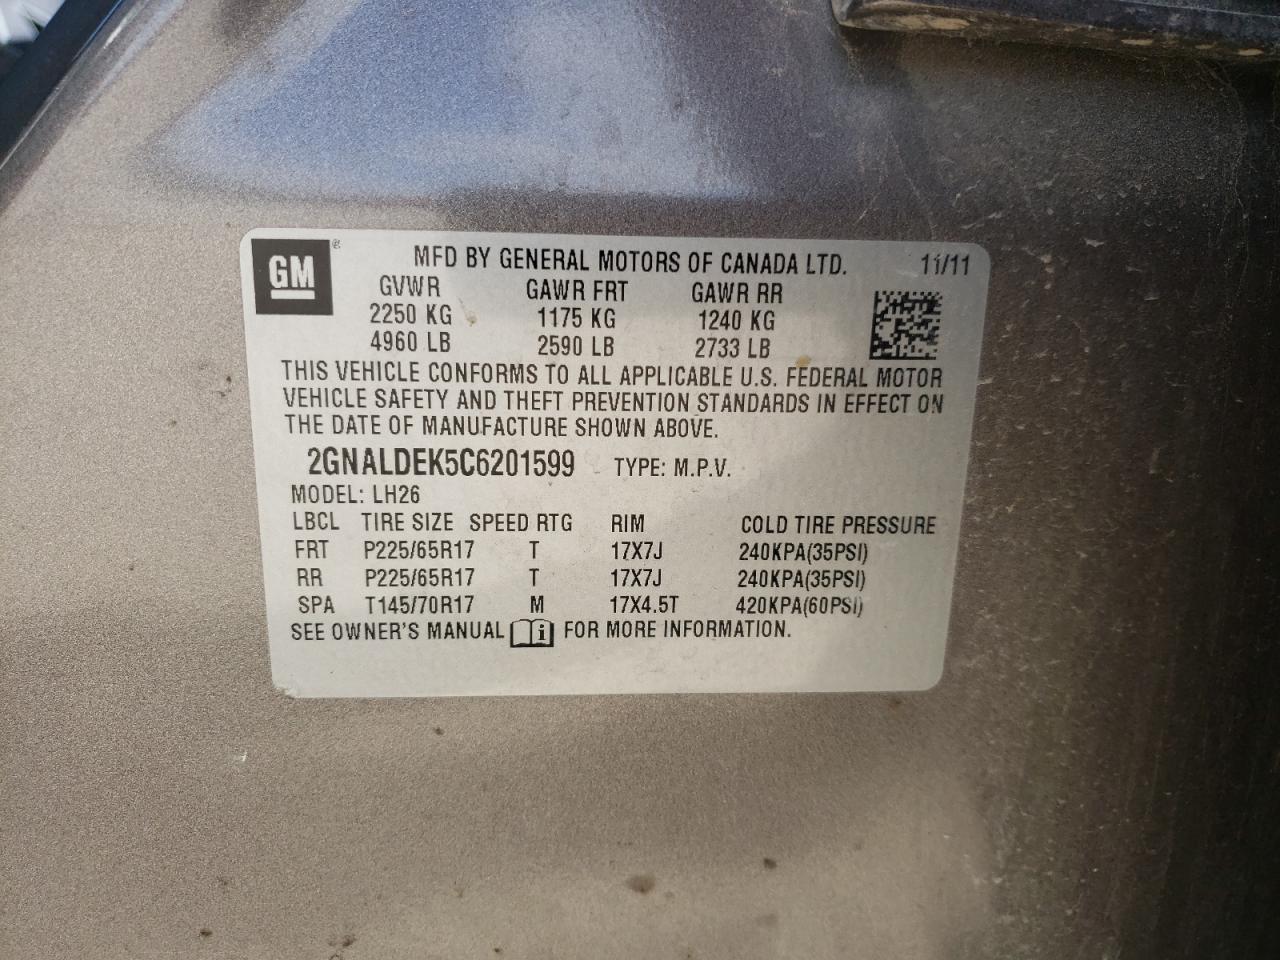 GM ® MFD BY GENERAL MOTORS OF CANADA LTD. 11/11
GVWR GAWR FRT GAWR RR
2250 KG 1175 KG 1240 KG
4960 LB 2590 LB 2733 LB
THIS VEHICLE CONFORMS TO ALL APPLICABLE U.S. FEDERAL MOTOR
VEHICLE SAFETY AND THEFT PREVENTION STANDARDS IN EFFECT ON
THE DATE OF MANUFACTURE SHOWN ABOVE.
2GNALDEK5C6201599 TYPE: M.P.V.
MODEL: LH26
LBCL TIRE SIZE SPEED RTG RIM COLD TIRE PRESSURE
FRT P225/65R17 T 17X7J 240KPA(35PSI)
RR P225/65R17 T 17X7J 240KPA(35PSI)
SPA T145/70R17 M 17X4.5T 420KPA(60PSI)
SEE OWNER'S MANUAL i FOR MORE INFORMATION.